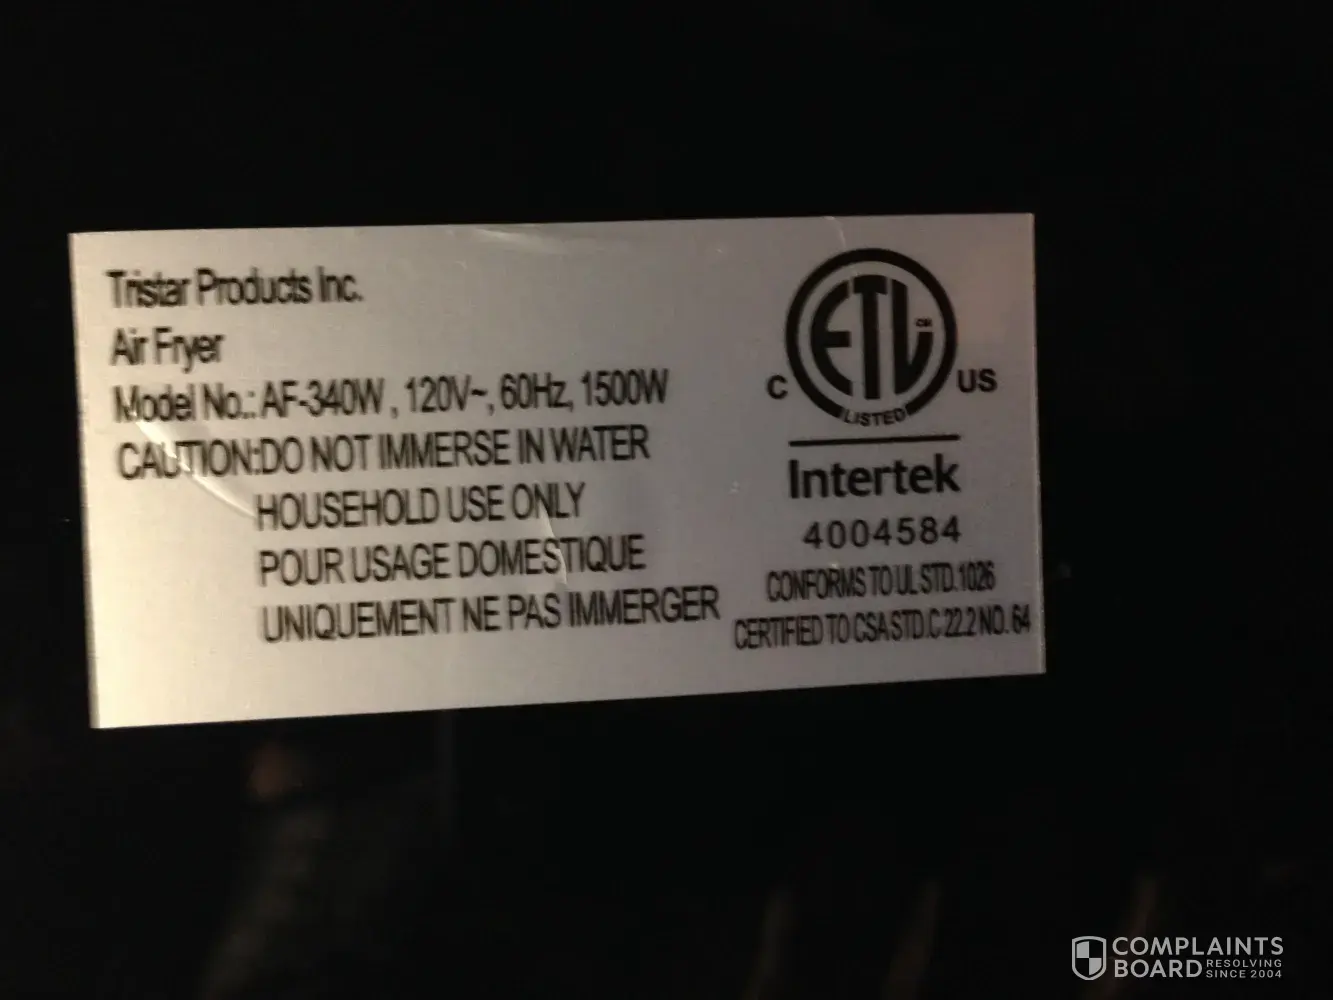 Tristar Products Inc.
Air Fryer
Model No.: AF-340W , 120V~, 60Hz, 1500W
CAUTION:DO NOT IMMERSE IN WATER
HOUSEHOLD USE ONLY
POUR USAGE DOMESTIQUE
UNIQUEMENT NE PAS IMMERGER
ETL CM
C US
LISTED
Intertek
4004584
CONFORMS TO UL STD.1026
CERTIFIED TO CSA STD.C 22.2 NO. 64
COMPLAINTS
BOARD RESOLVING
SINCE 2004